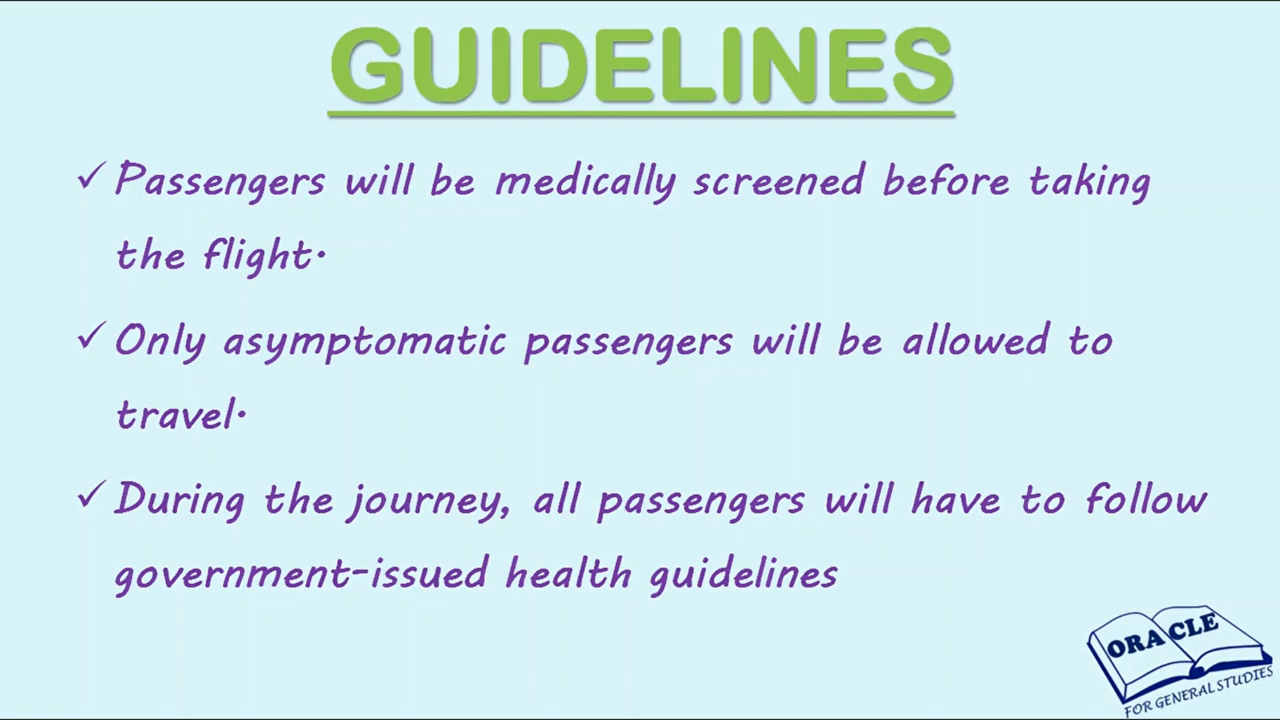 GUIDELINES
✓ Passengers will be medically screened before taking
the flight.
✓ Only asymptomatic passengers will be allowed to
travel.
✓ During the journey, all passengers will have to follow
government-issued health guidelines
ORACLE
FOR GENERAL STUDIES